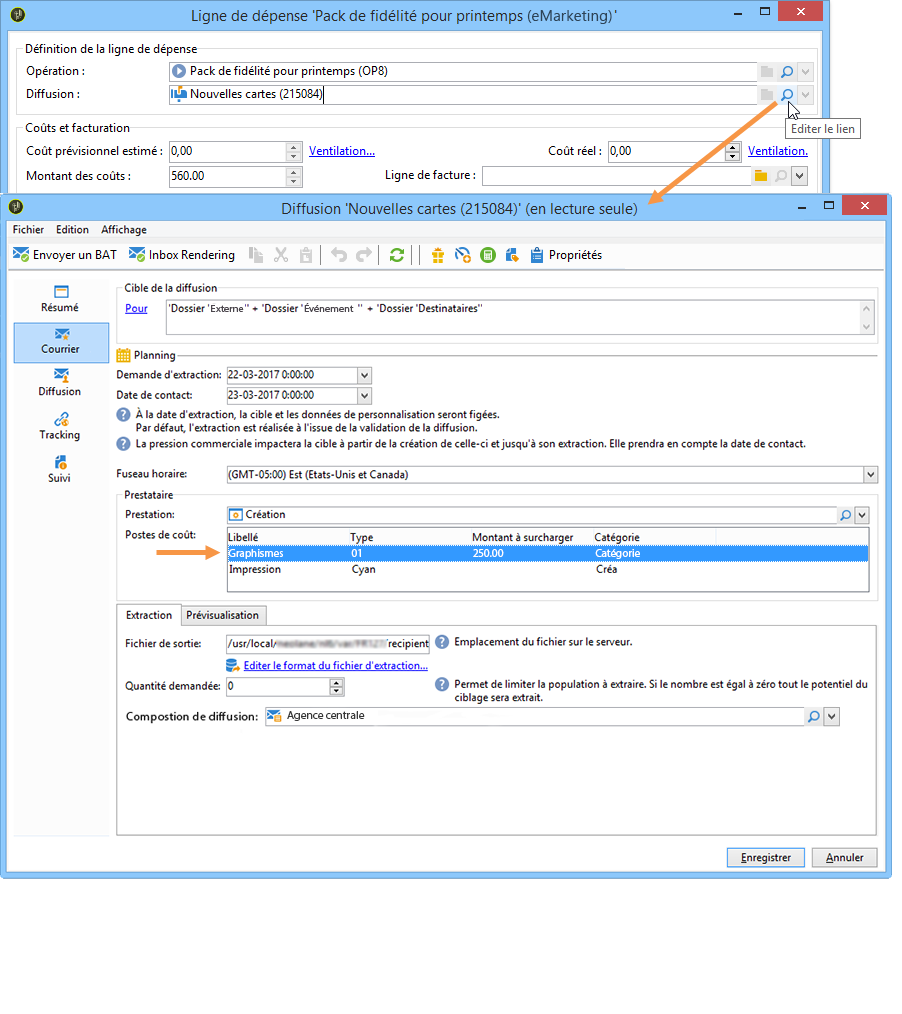 Ligne de dépense 'Pack de fidélité pour printemps (eMarketing)'
Définition de la ligne de dépense
Opération : Pack de fidélité pour printemps (OP8)
Diffusion : Nouvelles cartes (215084)
Editer le lien
Coûts et facturation
Coût prévisionnel estimé : 0,00 Ventilation... Coût réel : 0,00 Ventilation.
Montant des coûts : 560.00 Ligne de facture :
Diffusion 'Nouvelles cartes (215084)' (en lecture seule)
Fichier Edition Affichage
Envoyer un BAT Inbox Rendering Propriétés
Résumé
Courrier
Diffusion
Tracking
Suivi
Cible de la diffusion
Pour 'Dossier 'Externe'' + 'Dossier 'Événement '' + 'Dossier 'Destinataires''
Planning
Demande d'extraction: 22-03-2017 0:00:00
Date de contact: 23-03-2017 0:00:00
À la date d'extraction, la cible et les données de personnalisation seront figées.
Par défaut, l'extraction est réalisée à l'issue de la validation de la diffusion.
La pression commerciale impactera la cible à partir de la création de celle-ci et jusqu'à son extraction. Elle prendra en compte la date de contact.
Fuseau horaire: (GMT-05:00) Est (Etats-Unis et Canada)
Prestataire
Prestation: Création
Postes de coût: Libellé Type Montant à surcharger Catégorie
Graphismes 01 250.00 Catégorie
Impression Cyan Créa
Extraction Prévisualisation
Fichier de sortie: /usr/local/ recipient Emplacement du fichier sur le serveur.
Editer le format du fichier d'extraction...
Quantité demandée: 0 Permet de limiter la population à extraire. Si le nombre est égal à zéro tout le potentiel du
ciblage sera extrait.
Compostion de diffusion: Agence centrale
Enregistrer Annuler